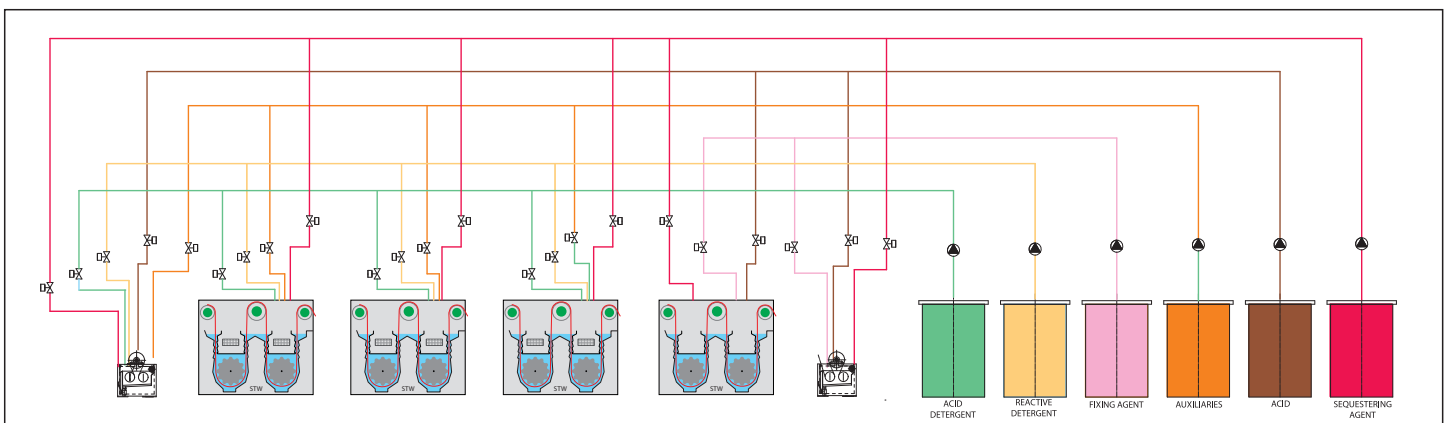 STW
STW
STW
STW
ACID
DETERGENT
REACTIVE
DETERGENT
FIXING AGENT
AUXILIARIES
ACID
SEQUESTERING
AGENT